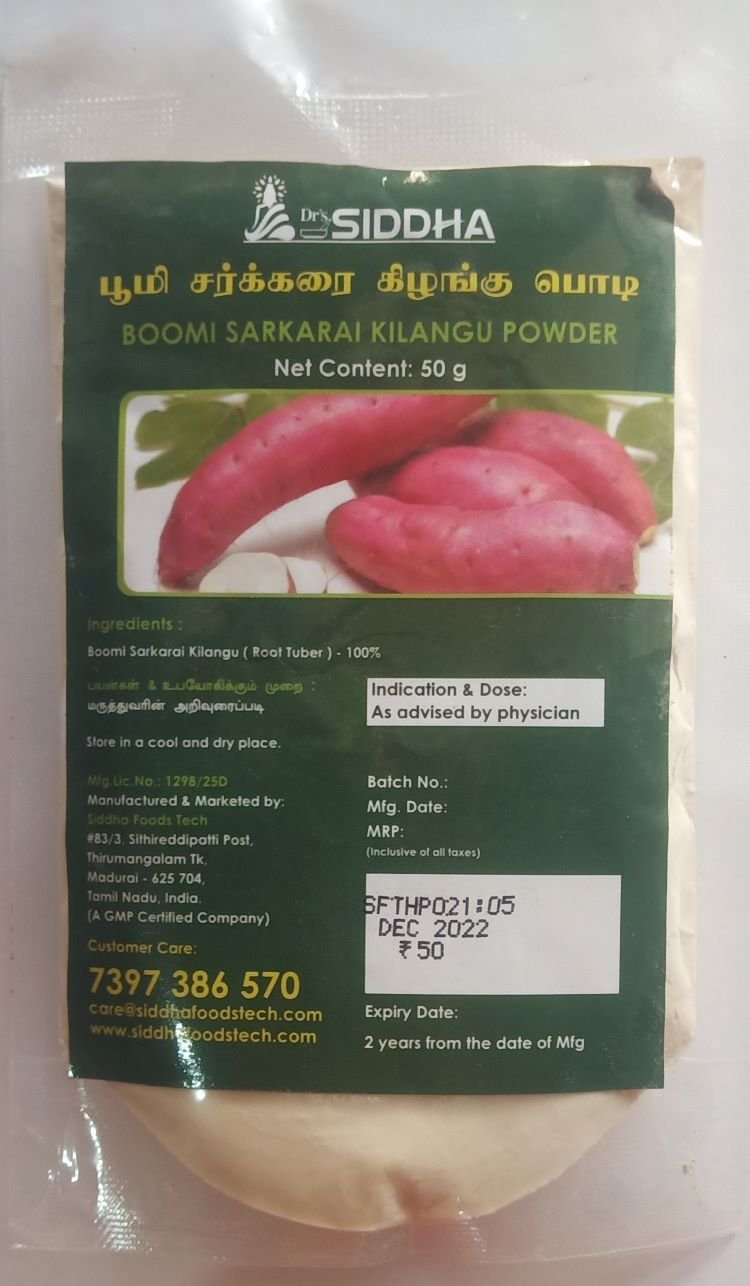 Dr's SIDDHA
பூமி சர்க்கரை கிழங்கு பொடி
BOOMI SARKARAI KILANGU POWDER
Net Content: 50 g
Ingredients :
Boomi Sarkarai Kilangu ( Root Tuber ) - 100%
பயன்கள் & உபயோகிக்கும் முறை :
மருத்துவரின் அறிவுரைப்படி
Indication & Dose:
As advised by physician
Store in a cool and dry place.
Mfg.Lic.No.: 1298/25D
Manufactured & Marketed by:
Siddha Foods Tech
#83/3, Sithireddipatti Post,
Thirumangalam Tk,
Madurai - 625 704,
Tamil Nadu, India.
(A GMP Certified Company)
Customer Care:
7397 386 570
care@siddhafoodstech.com
www.siddhafoodstech.com
Batch No.:
Mfg. Date:
MRP:
(Inclusive of all taxes)
SFTHP021:05
DEC 2022
₹50
Expiry Date:
2 years from the date of Mfg